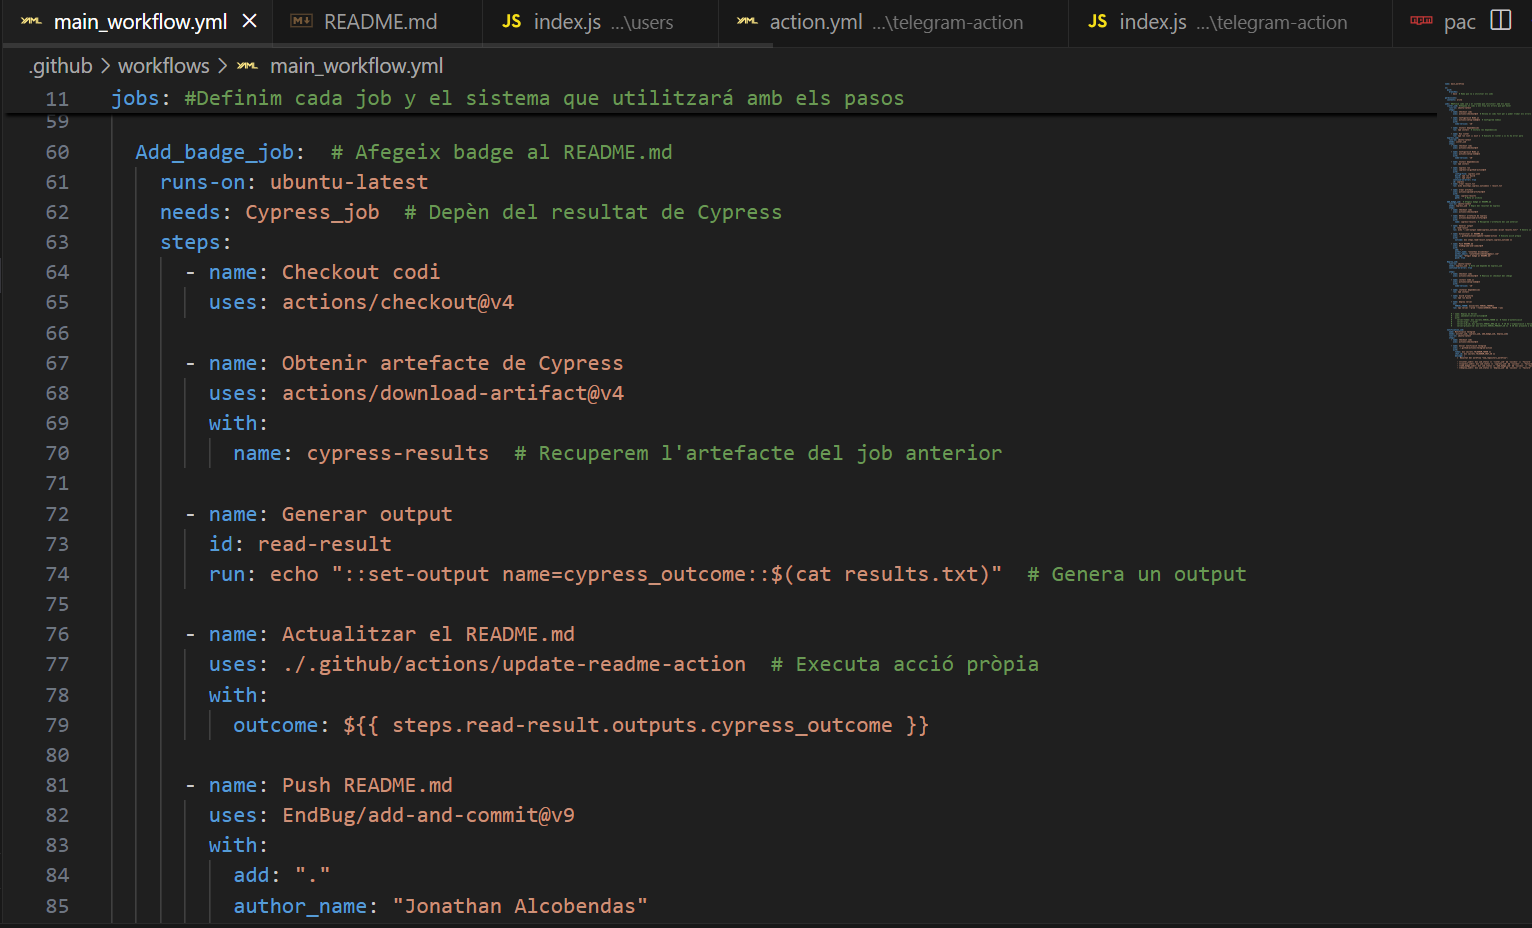 main_workflow.yml
README.md
index.js ...\users
action.yml ...\telegram-action
index.js ...\telegram-action
pac
.github > workflows > main_workflow.yml
11 jobs: #Definim cada job y el sistema que utilitzará amb els pasos
59
60 Add_badge_job:  # Afegeix badge al README.md
61 runs-on: ubuntu-latest
62 needs: Cypress_job  # Depèn del resultat de Cypress
63 steps:
64 - name: Checkout codi
65 uses: actions/checkout@v4
66
67 - name: Obtenir artefacte de Cypress
68 uses: actions/download-artifact@v4
69 with:
70 name: cypress-results  # Recuperem l'artefacte del job anterior
71
72 - name: Generar output
73 id: read-result
74 run: echo "::set-output name=cypress_outcome::$(cat results.txt)"  # Genera un output
75
76 - name: Actualitzar el README.md
77 uses: ./.github/actions/update-readme-action  # Executa acció pròpia
78 with:
79 outcome: ${{ steps.read-result.outputs.cypress_outcome }}
80
81 - name: Push README.md
82 uses: EndBug/add-and-commit@v9
83 with:
84 add: "."
85 author_name: "Jonathan Alcobendas"